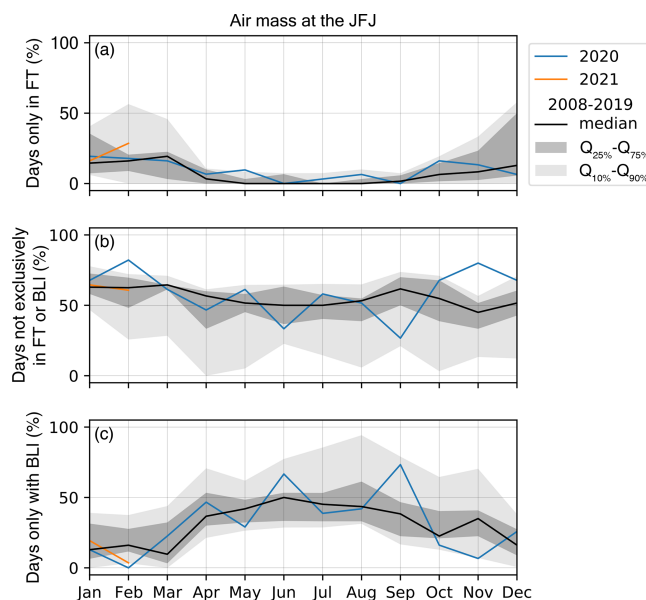 Air mass at the JFJ
(a)
Days only in FT (%)
100
50
0
2020
2021
2008-2019
median
Q25%-Q75%
Q10%-Q90%
(b)
Days not exclusively
in FT or BLI (%)
100
50
0
(c)
Days only with BLI (%)
100
50
0
Jan Feb Mar Apr May Jun Jul Aug Sep Oct Nov Dec